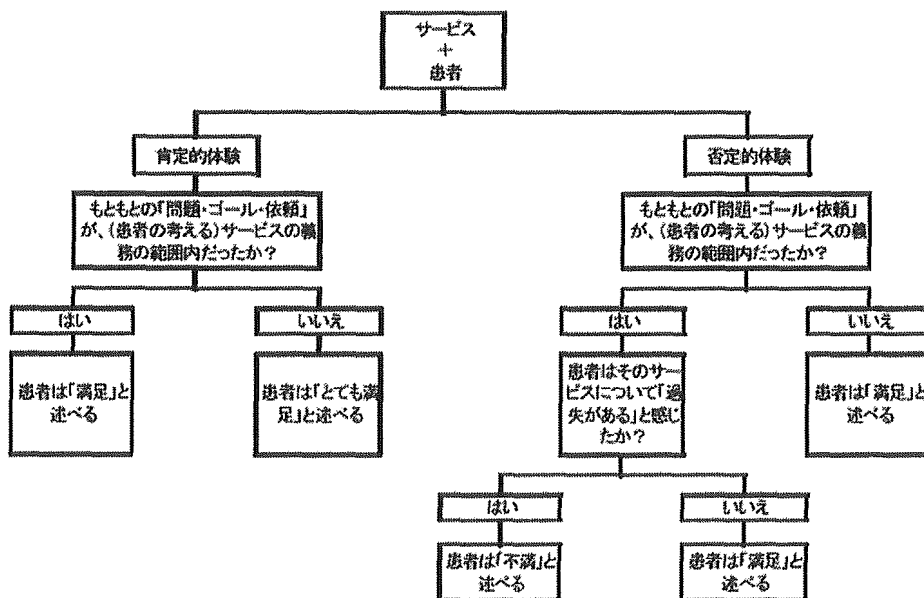 サービス
+
患者
肯定的体験
否定的体験
もともとの「問題・ゴール・依頼」
が、(患者の考える)サービスの義
務の範囲内だったか?
もともとの「問題・ゴール・依頼」
が、(患者の考える)サービスの義
務の範囲内だったか?
はい
いいえ
はい
いいえ
患者は「満足」と
述べる
患者は「とても満
足」と述べる
患者はそのサー
ビスについて「過
失がある」と感じ
たか?
患者は「満足」と
述べる
はい
いいえ
患者は「不満」と
述べる
患者は「満足」と
述べる